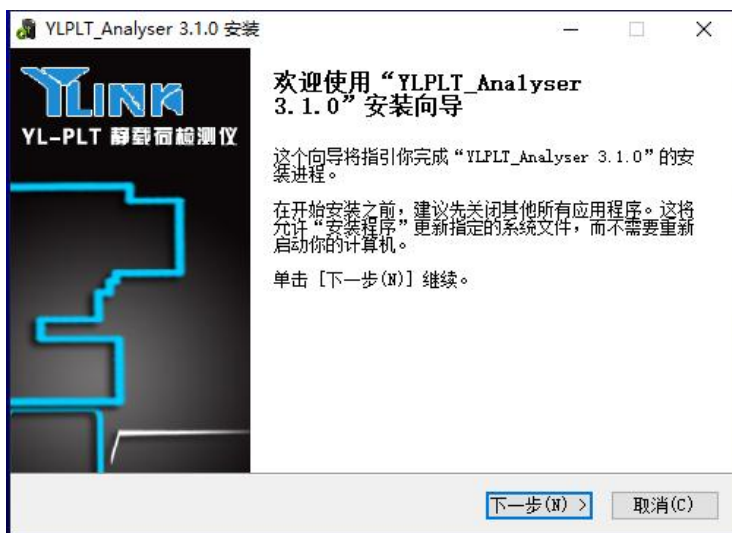 YLPLT_Analyser 3.1.0 安装
YLINK
YL-PLT 静载荷检测仪
欢迎使用“YLPLT_Analyser
3.1.0”安装向导
这个向导将指引你完成“YLPLT_Analyser 3.1.0”的安
装进程。
在开始安装之前，建议先关闭其他所有应用程序。这将
允许“安装程序”更新指定的系统文件，而不需要重新
启动你的计算机。
单击 [下一步(N)] 继续。
下一步(N) >
取消(C)